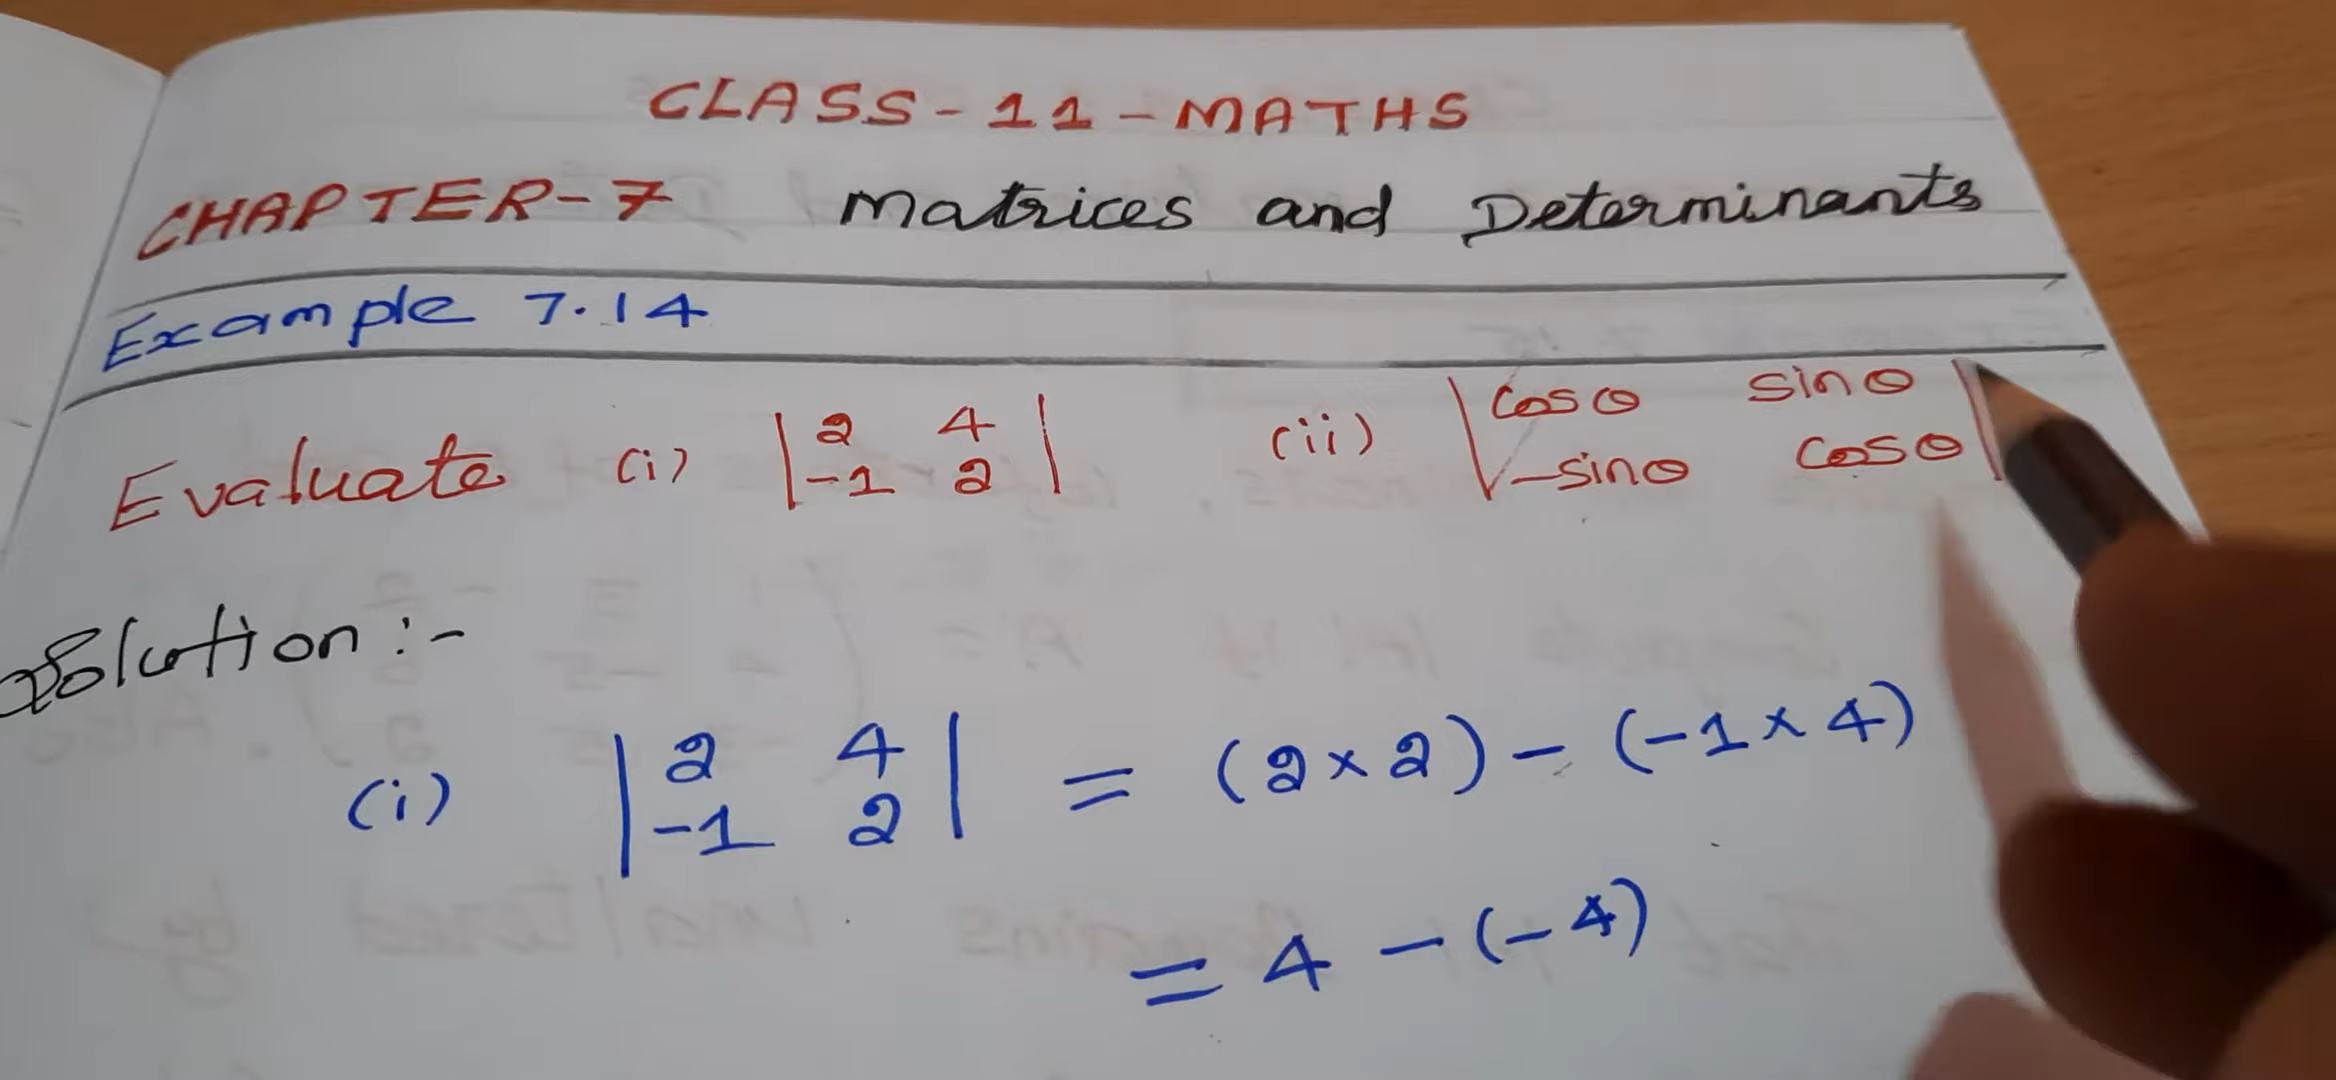 CLASS-11-MATHS
CHAPTER-7 Matrices and Determinants
Example 7.14
Evaluate (i) | 2 4 | (ii) | cosθ sinθ |
| -1 2 | | -sinθ cosθ |
Solution :-
(i) | 2 4 | = (2 × 2) - (-1 × 4)
| -1 2 |
= 4 - (-4)